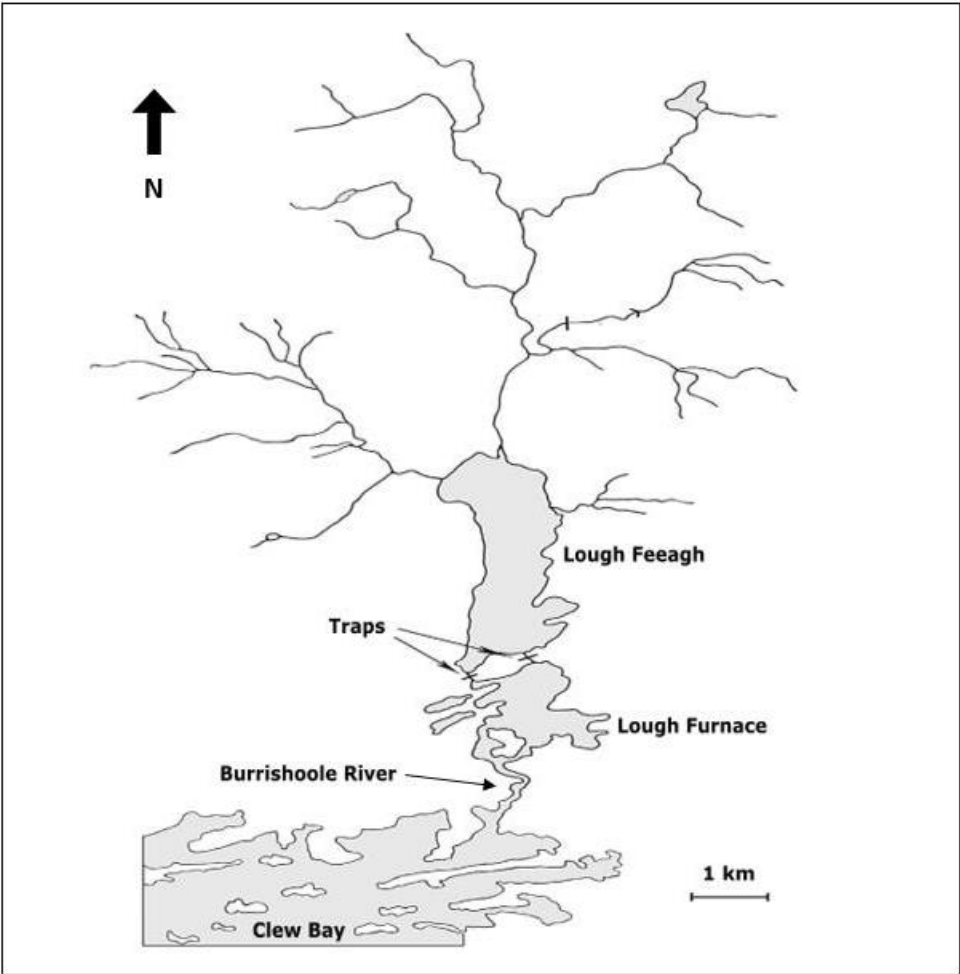 N
Lough Feeagh
Traps
Lough Furnace
Burrishoole River
1 km
Clew Bay